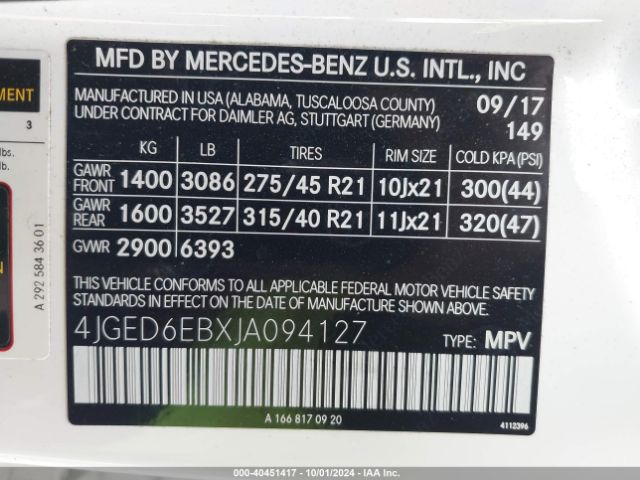 MFD BY MERCEDES-BENZ U.S. INTL., INC
MANUFACTURED IN USA (ALABAMA, TUSCALOOSA COUNTY) 09/17
UNDER CONTRACT FOR DAIMLER AG, STUTTGART (GERMANY) 149
KG LB TIRES RIM SIZE COLD KPA (PSI)
GAWR FRONT 1400 3086 275/45 R21 10Jx21 300(44)
GAWR REAR 1600 3527 315/40 R21 11Jx21 320(47)
GVWR 2900 6393
THIS VEHICLE CONFORMS TO ALL APPLICABLE FEDERAL MOTOR VEHICLE SAFETY
STANDARDS IN EFFECT ON THE DATE OF MANUFACTURE SHOWN ABOVE.
4JGED6EBXJA094127 TYPE: MPV
A 166 817 09 20
4112396
MENT
3
lbs.
lb.
N
A 292 584 36 01
000-40451417 - 10/01/2024 - IAA Inc.